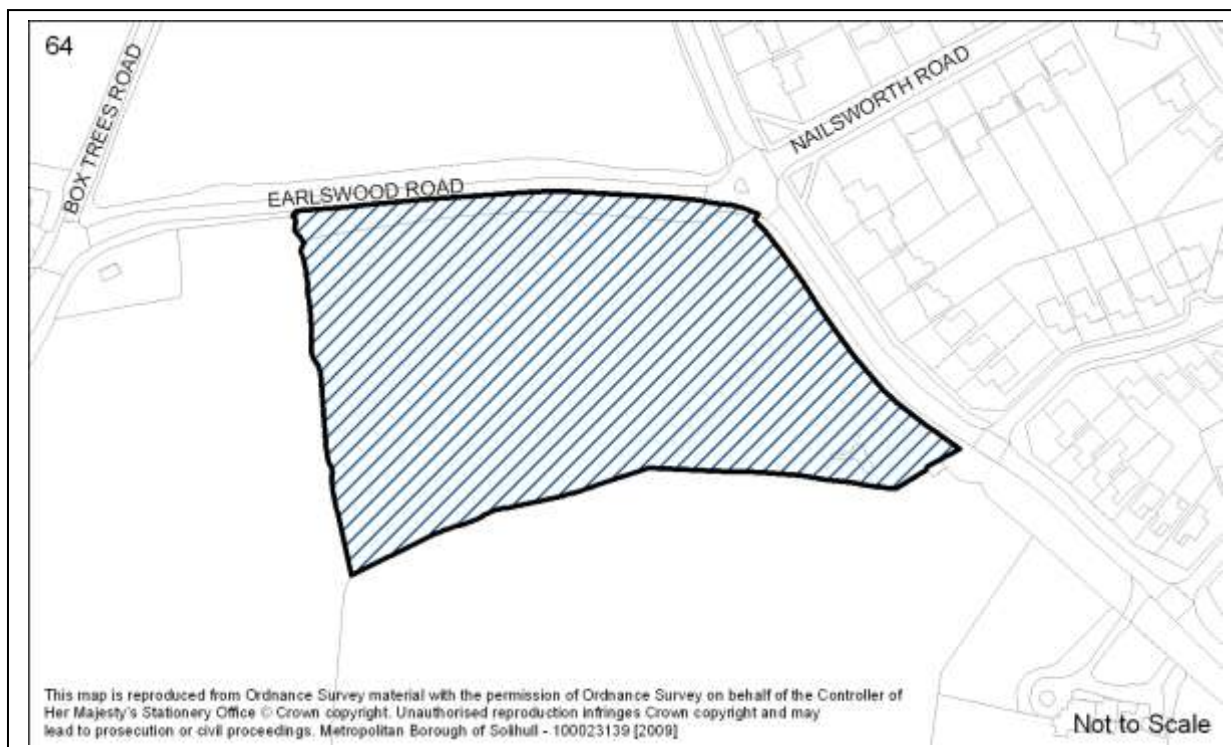 64
BOX TREES ROAD
NAILSWORTH ROAD
EARLSWOOD ROAD
This map is reproduced from Ordnance Survey material with the permission of Ordnance Survey on behalf of the Controller of
Her Majesty's Stationery Office © Crown copyright. Unauthorised reproduction infringes Crown copyright and may
lead to prosecution or civil proceedings. Metropolitan Borough of Solihull - 100023139 [2009]
Not to Scale